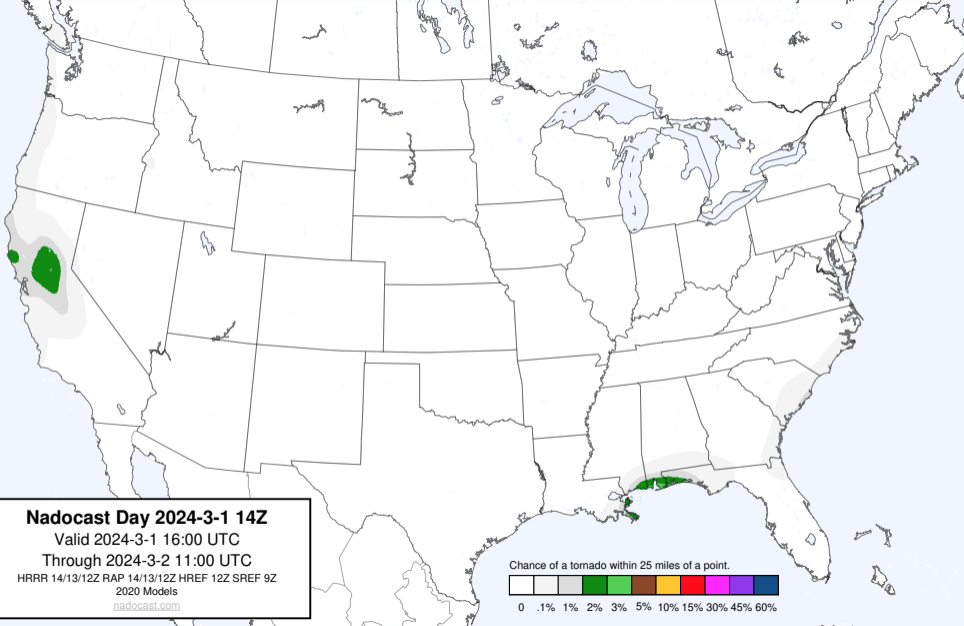 Nadocast Day 2024-3-1 14Z
Valid 2024-3-1 16:00 UTC
Through 2024-3-2 11:00 UTC
HRRR 14/13/12Z RAP 14/13/12Z HREF 12Z SREF 9Z
2020 Models
nadocast.com
Chance of a tornado within 25 miles of a point.
0 .1% 1% 2% 3% 5% 10% 15% 30% 45% 60%